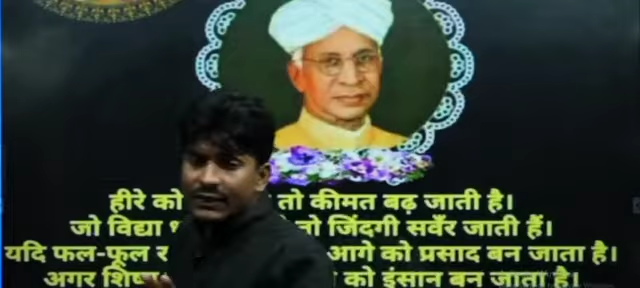 हीरे को तो कीमत बढ़ जाती है।
जो विद्या तो जिंदगी सवँर जाती हैं।
यदि फल-फूल आगे को प्रसाद बन जाता है।
अगर को इंसान बन जाता है।